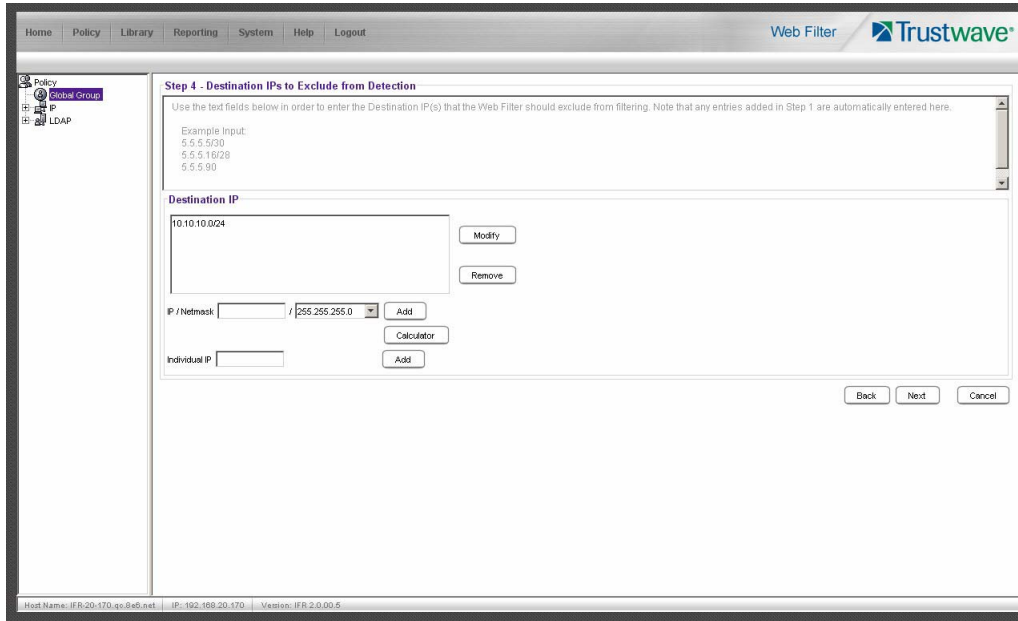 Home Policy Library Reporting System Help Logout
Web Filter
Trustwave®
Policy
Global Group
IP
LDAP
Step 4 - Destination IPs to Exclude from Detection
Use the text fields below in order to enter the Destination IP(s) that the Web Filter should exclude from filtering. Note that any entries added in Step 1 are automatically entered here.
Example Input:
5.5.5.5/30
5.5.5.16/28
5.5.5.90
Destination IP
10.10.10.0/24
Modify
Remove
IP / Netmask / 255.255.255.0 Add
Calculator
Individual IP Add
Back Next Cancel
Host Name: IFR-20-170.qc.8e6.net IP: 192.168.20.170 Version: IFR 2.0.00.5